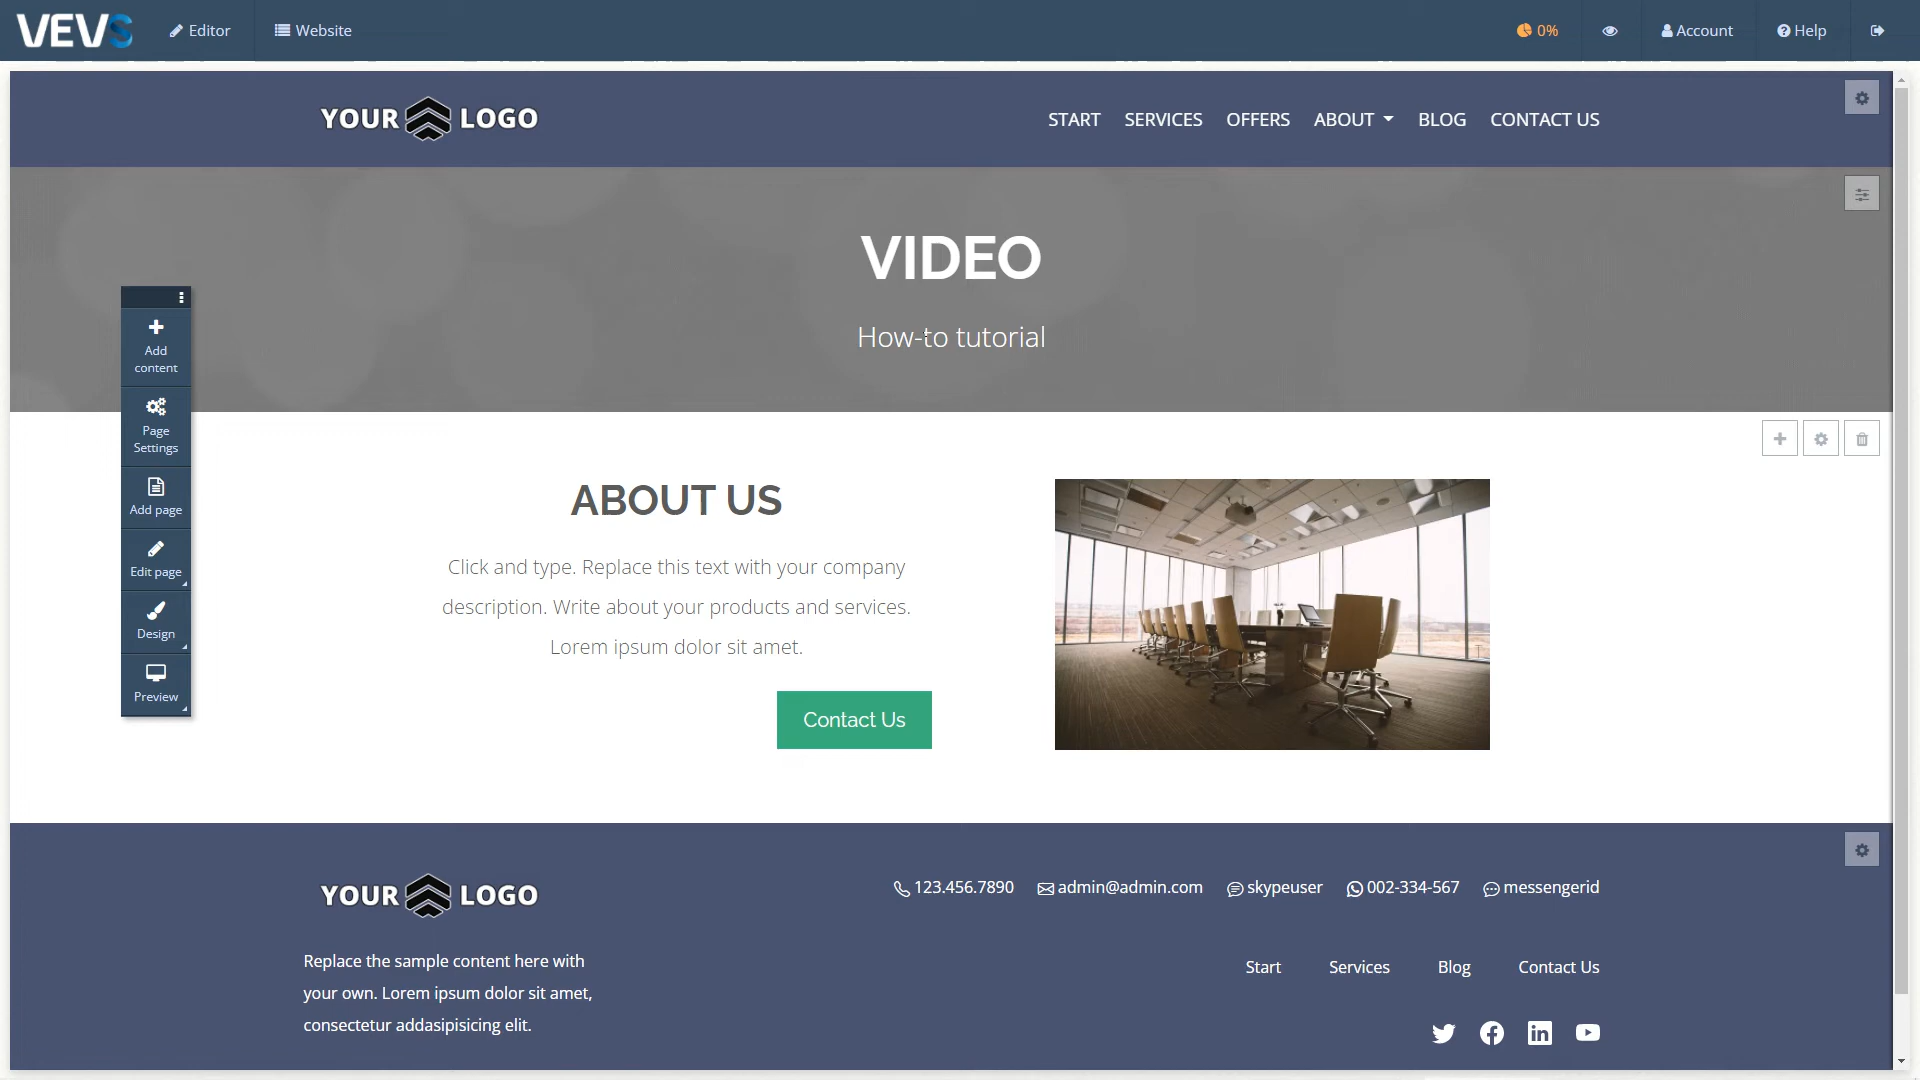 VEVS
Editor
Website
0%
Account
Help
YOUR LOGO
START
SERVICES
OFFERS
ABOUT
BLOG
CONTACT US
VIDEO
How-to tutorial
Add
content
Page
Settings
Add page
Edit page
Design
Preview
ABOUT US
Click and type. Replace this text with your company
description. Write about your products and services.
Lorem ipsum dolor sit amet.
Contact Us
YOUR LOGO
123.456.7890
admin@admin.com
skypeuser
002-334-567
messengerid
Replace the sample content here with
your own. Lorem ipsum dolor sit amet,
consectetur addasipisicing elit.
Start
Services
Blog
Contact Us